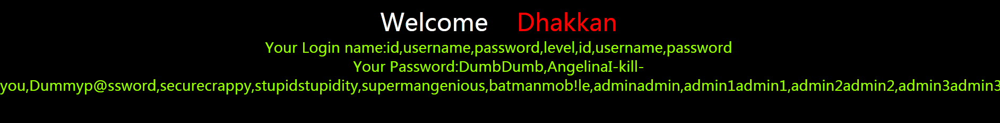 Welcome Dhakkan
Your Login name:id,username,password,level,id,username,password
Your Password:DumbDumb,AngelinaI-kill-
you,Dummyp@ssword,securecrappy,stupidstupidity,supermangenious,batmanmob!le,adminadmin,admin1admin1,admin2admin2,admin3admin3